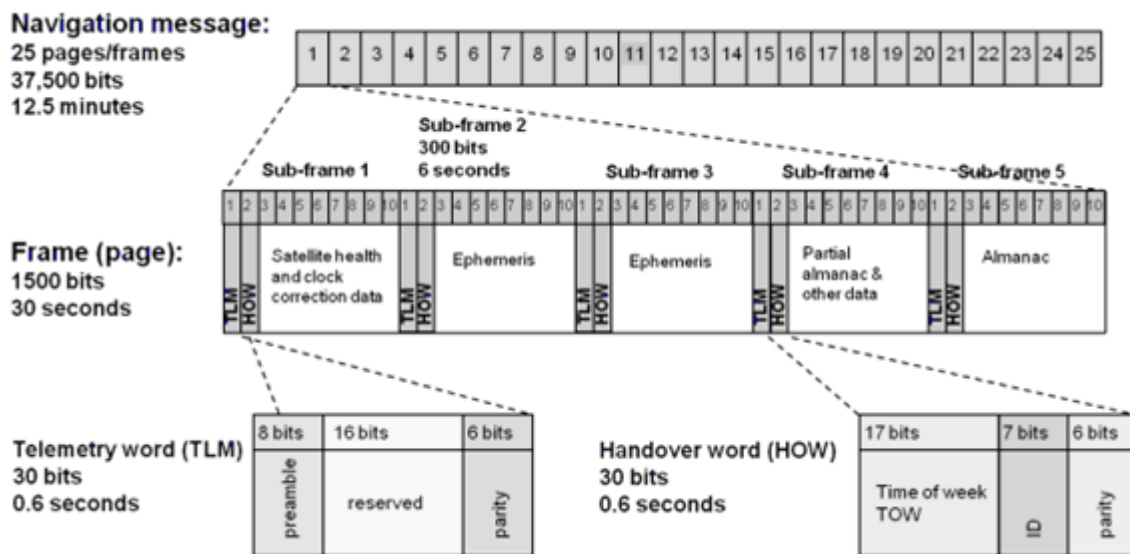 Navigation message:
25 pages/frames
37,500 bits
12.5 minutes
1 2 3 4 5 6 7 8 9 10 11 12 13 14 15 16 17 18 19 20 21 22 23 24 25
Sub-frame 2
300 bits
6 seconds
Sub-frame 1
Sub-frame 3
Sub-frame 4
Sub-frame 5
1 2 3 4 5 6 7 8 9 10 1 2 3 4 5 6 7 8 9 10 1 2 3 4 5 6 7 8 9 10 1 2 3 4 5 6 7 8 9 10 1 2 3 4 5 6 7 8 9 10
Frame (page):
1500 bits
30 seconds
TLM HOW
Satellite health
and clock
correction data
TLM HOW
Ephemeris
TLM HOW
Ephemeris
TLM HOW
Partial
almanac &
other data
TLM HOW
Almanac
Telemetry word (TLM)
30 bits
0.6 seconds
8 bits 16 bits 6 bits
preamble reserved parity
Handover word (HOW)
30 bits
0.6 seconds
17 bits 7 bits 6 bits
Time of week
TOW
ID
parity